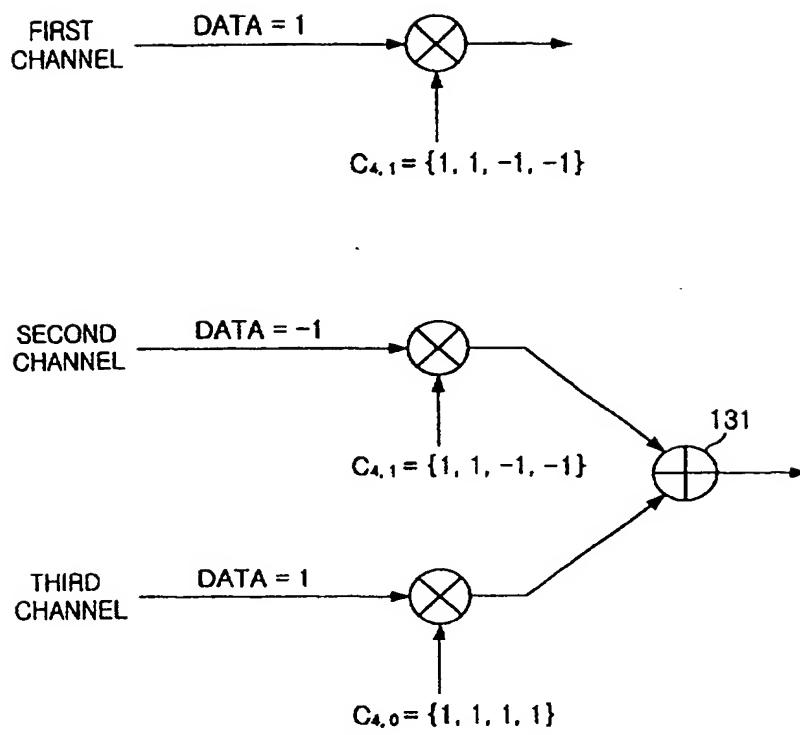 FIRST
CHANNEL
DATA = 1
C4, 1 = {1, 1, -1, -1}
SECOND
CHANNEL
DATA = -1
C4, 1 = {1, 1, -1, -1}
131
THIRD
CHANNEL
DATA = 1
C4, 0 = {1, 1, 1, 1}